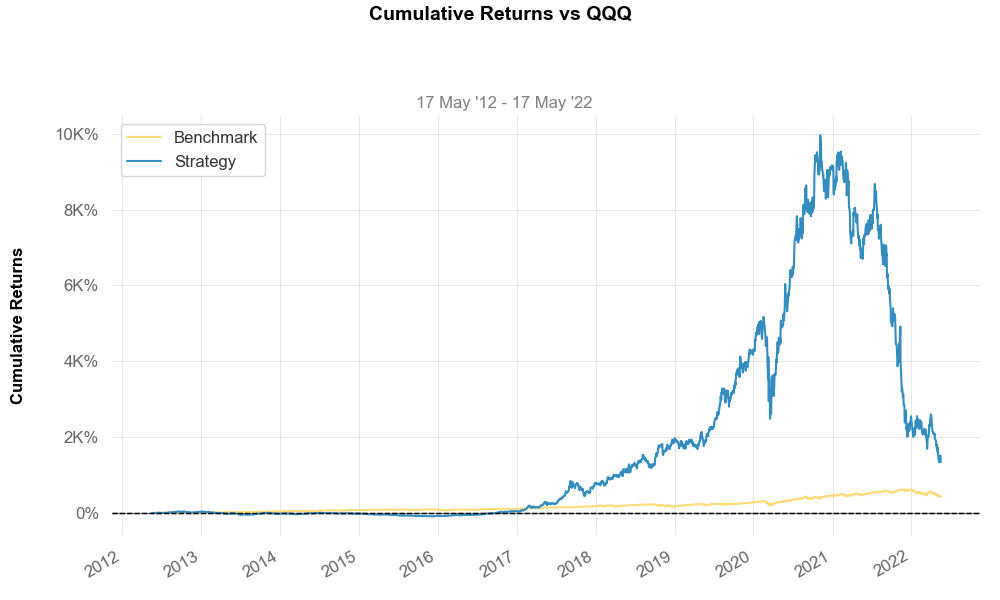 Cumulative Returns vs QQQ
17 May '12 - 17 May '22
Benchmark
Strategy
Cumulative Returns
10K%
8K%
6K%
4K%
2K%
0%
2012
2013
2014
2015
2016
2017
2018
2019
2020
2021
2022